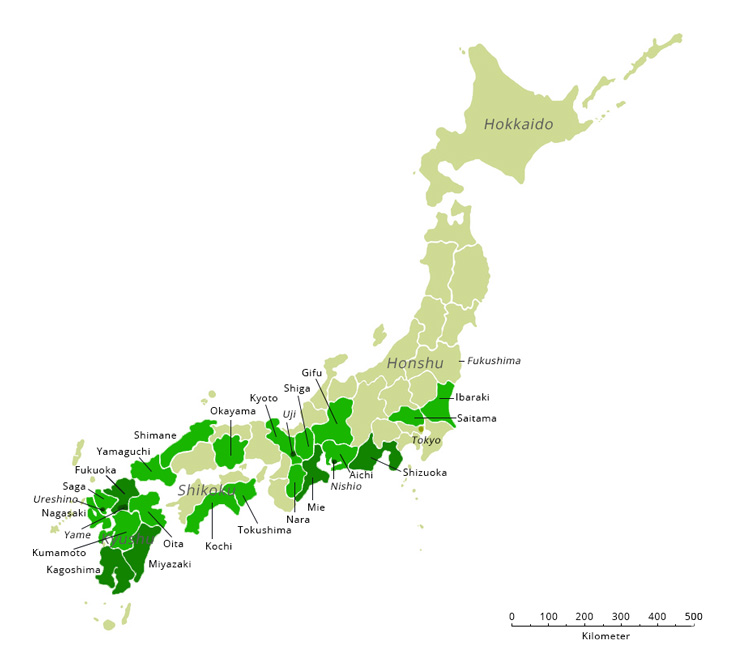 Hokkaido
Honshu
Fukushima
Gifu
Shiga
Kyoto
Uji
Okayama
Ibaraki
Saitama
Tokyo
Shimane
Yamaguchi
Fukuoka
Shizuoka
Aichi
Nishio
Saga
Shikoku
Ureshino
Nagasaki
Mie
Nara
Yame
Tokushima
Kyushu
Oita
Kochi
Kumamoto
Miyazaki
Kagoshima
0 100 200 300 400 500
Kilometer